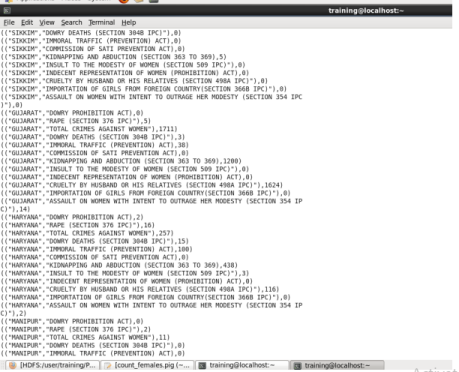 training@localhost:~
File Edit View Search Terminal Help
(("SIKKIM","DOWRY DEATHS (SECTION 304B IPC)"),0)
(("SIKKIM","IMMORAL TRAFFIC (PREVENTION) ACT),0)
(("SIKKIM","COMMISSION OF SATI PREVENTION ACT),0)
(("SIKKIM","KIDNAPPING AND ABDUCTION (SECTION 363 TO 369),5)
(("SIKKIM","INSULT TO THE MODESTY OF WOMEN (SECTION 509 IPC)"),0)
(("SIKKIM","INDECENT REPRESENTATION OF WOMEN (PROHIBITION) ACT),0)
(("SIKKIM","CRUELTY BY HUSBAND OR HIS RELATIVES (SECTION 498A IPC)"),0)
(("SIKKIM","IMPORTATION OF GIRLS FROM FOREIGN COUNTRY(SECTION 366B IPC)"),0)
(("SIKKIM","ASSAULT ON WOMEN WITH INTENT TO OUTRAGE HER MODESTY (SECTION 354 IPC
)"),0)
(("GUJARAT","DOWRY PROHIBITION ACT),0)
(("GUJARAT","RAPE (SECTION 376 IPC)"),5)
(("GUJARAT","TOTAL CRIMES AGAINST WOMEN"),1711)
(("GUJARAT","DOWRY DEATHS (SECTION 304B IPC)"),3)
(("GUJARAT","IMMORAL TRAFFIC (PREVENTION) ACT),38)
(("GUJARAT","COMMISSION OF SATI PREVENTION ACT),0)
(("GUJARAT","KIDNAPPING AND ABDUCTION (SECTION 363 TO 369),1200)
(("GUJARAT","INSULT TO THE MODESTY OF WOMEN (SECTION 509 IPC)"),0)
(("GUJARAT","INDECENT REPRESENTATION OF WOMEN (PROHIBITION) ACT),0)
(("GUJARAT","CRUELTY BY HUSBAND OR HIS RELATIVES (SECTION 498A IPC)"),1624)
(("GUJARAT","IMPORTATION OF GIRLS FROM FOREIGN COUNTRY(SECTION 366B IPC)"),0)
(("GUJARAT","ASSAULT ON WOMEN WITH INTENT TO OUTRAGE HER MODESTY (SECTION 354 IP
C)"),14)
(("HARYANA","DOWRY PROHIBITION ACT),2)
(("HARYANA","RAPE (SECTION 376 IPC)"),16)
(("HARYANA","TOTAL CRIMES AGAINST WOMEN"),257)
(("HARYANA","DOWRY DEATHS (SECTION 304B IPC)"),15)
(("HARYANA","IMMORAL TRAFFIC (PREVENTION) ACT),100)
(("HARYANA","COMMISSION OF SATI PREVENTION ACT),0)
(("HARYANA","KIDNAPPING AND ABDUCTION (SECTION 363 TO 369),438)
(("HARYANA","INSULT TO THE MODESTY OF WOMEN (SECTION 509 IPC)"),3)
(("HARYANA","INDECENT REPRESENTATION OF WOMEN (PROHIBITION) ACT),0)
(("HARYANA","CRUELTY BY HUSBAND OR HIS RELATIVES (SECTION 498A IPC)"),116)
(("HARYANA","IMPORTATION OF GIRLS FROM FOREIGN COUNTRY(SECTION 366B IPC)"),0)
(("HARYANA","ASSAULT ON WOMEN WITH INTENT TO OUTRAGE HER MODESTY (SECTION 354 IP
C)"),2)
(("MANIPUR","DOWRY PROHIBITION ACT),0)
(("MANIPUR","RAPE (SECTION 376 IPC)"),2)
(("MANIPUR","TOTAL CRIMES AGAINST WOMEN"),11)
(("MANIPUR","DOWRY DEATHS (SECTION 304B IPC)"),0)
(("MANIPUR","IMMORAL TRAFFIC (PREVENTION) ACT),0)
[HDFS:/user/training/P... [count_females.pig (~... training@localhost:~ training@localhost:~